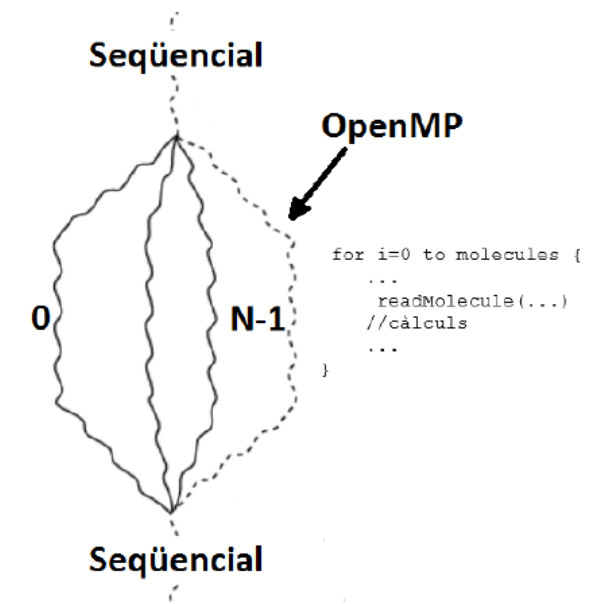 Seqüencial
OpenMP
for i=0 to molecules {
...
readMolecule(...)
//càlculs
...
}
0
N-1
Seqüencial